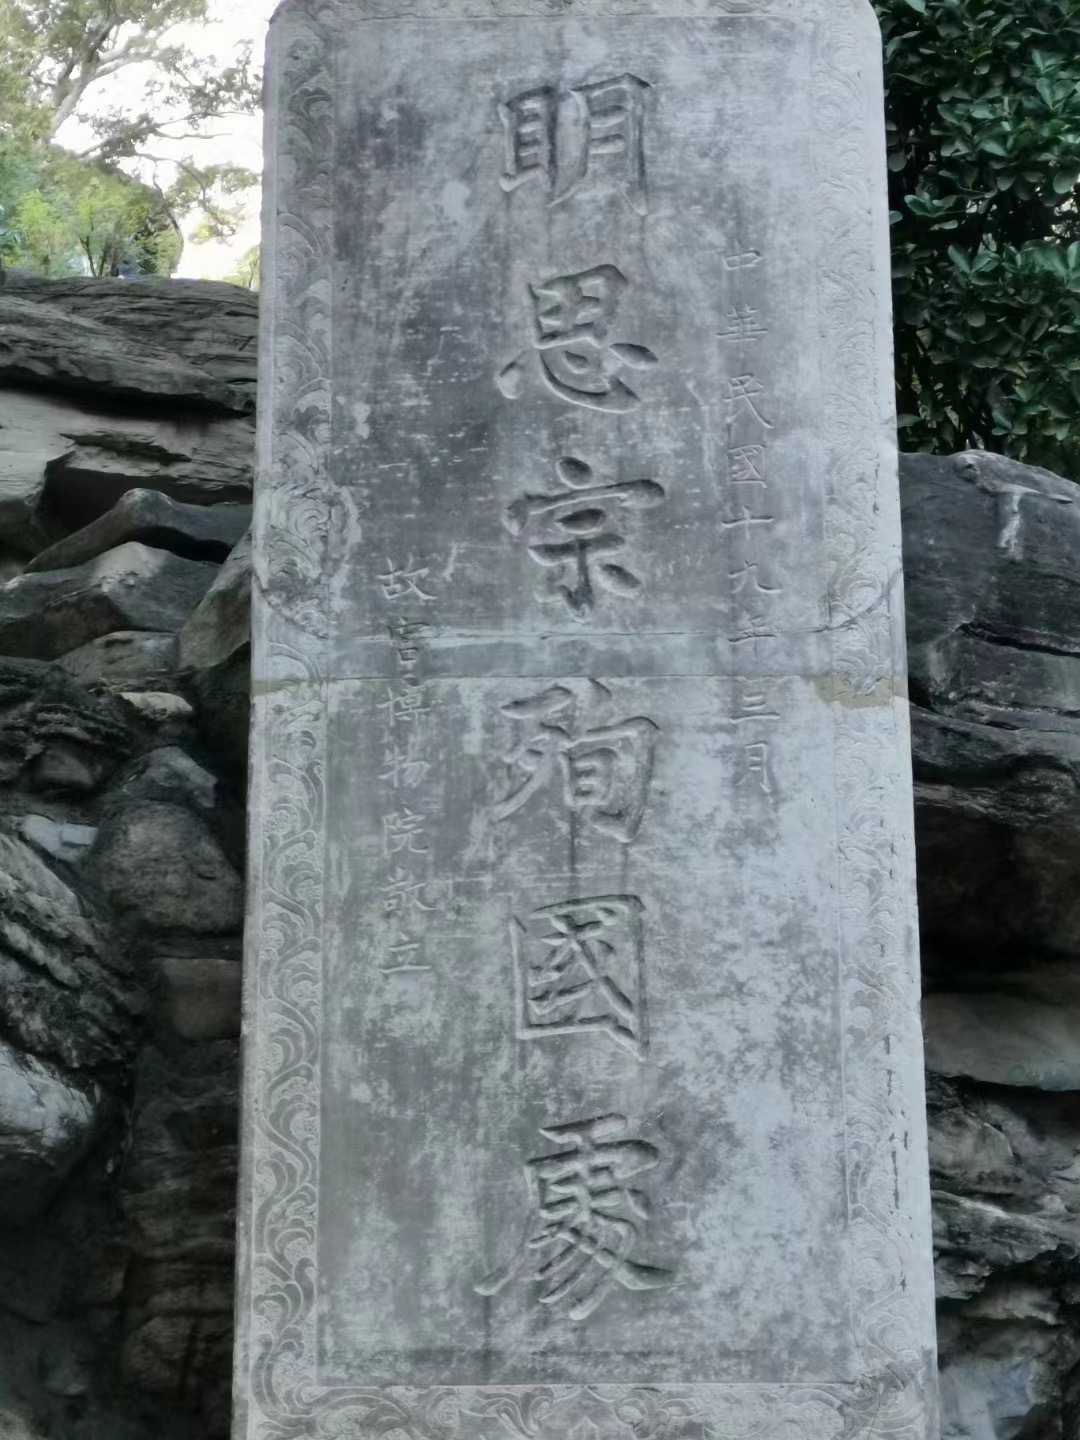 中華民國十九年三月
明思宗殉國處
故宮博物院敬立